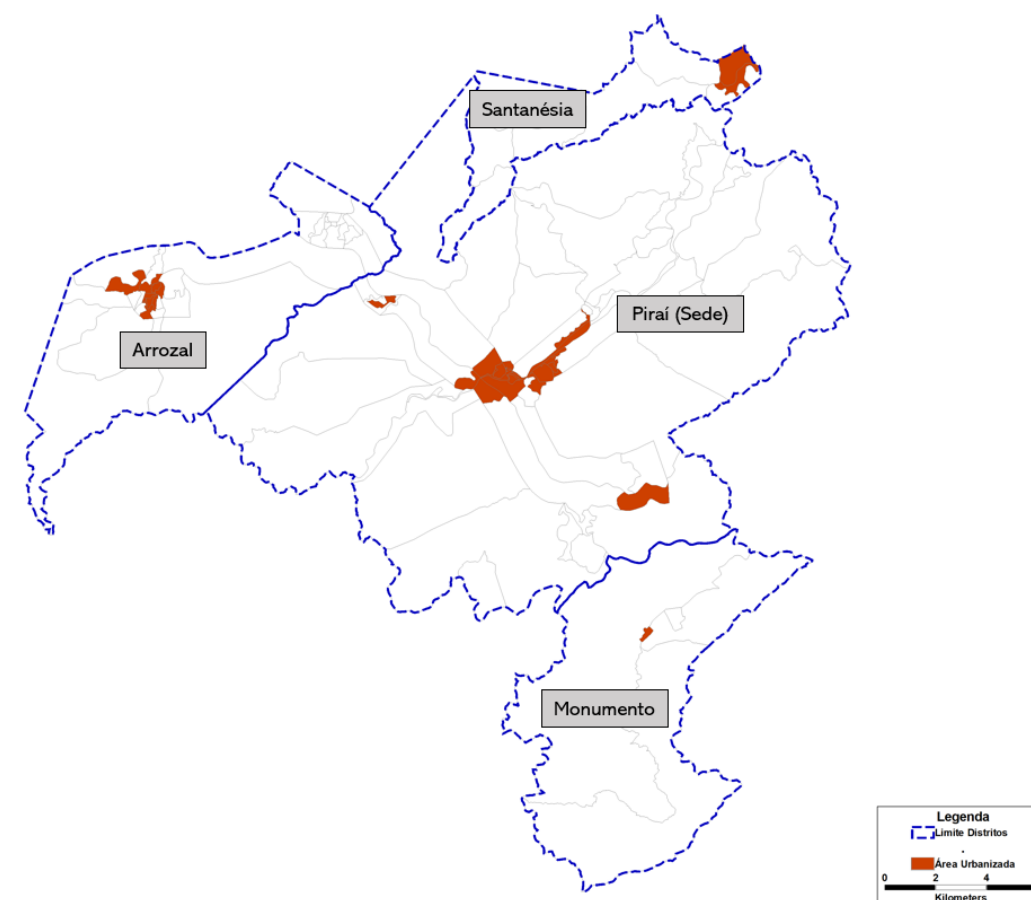 Santanésia
Piraí (Sede)
Arrozal
Monumento
Legenda
Limite Distritos
Área Urbanizada
0 2 4
Kilometers